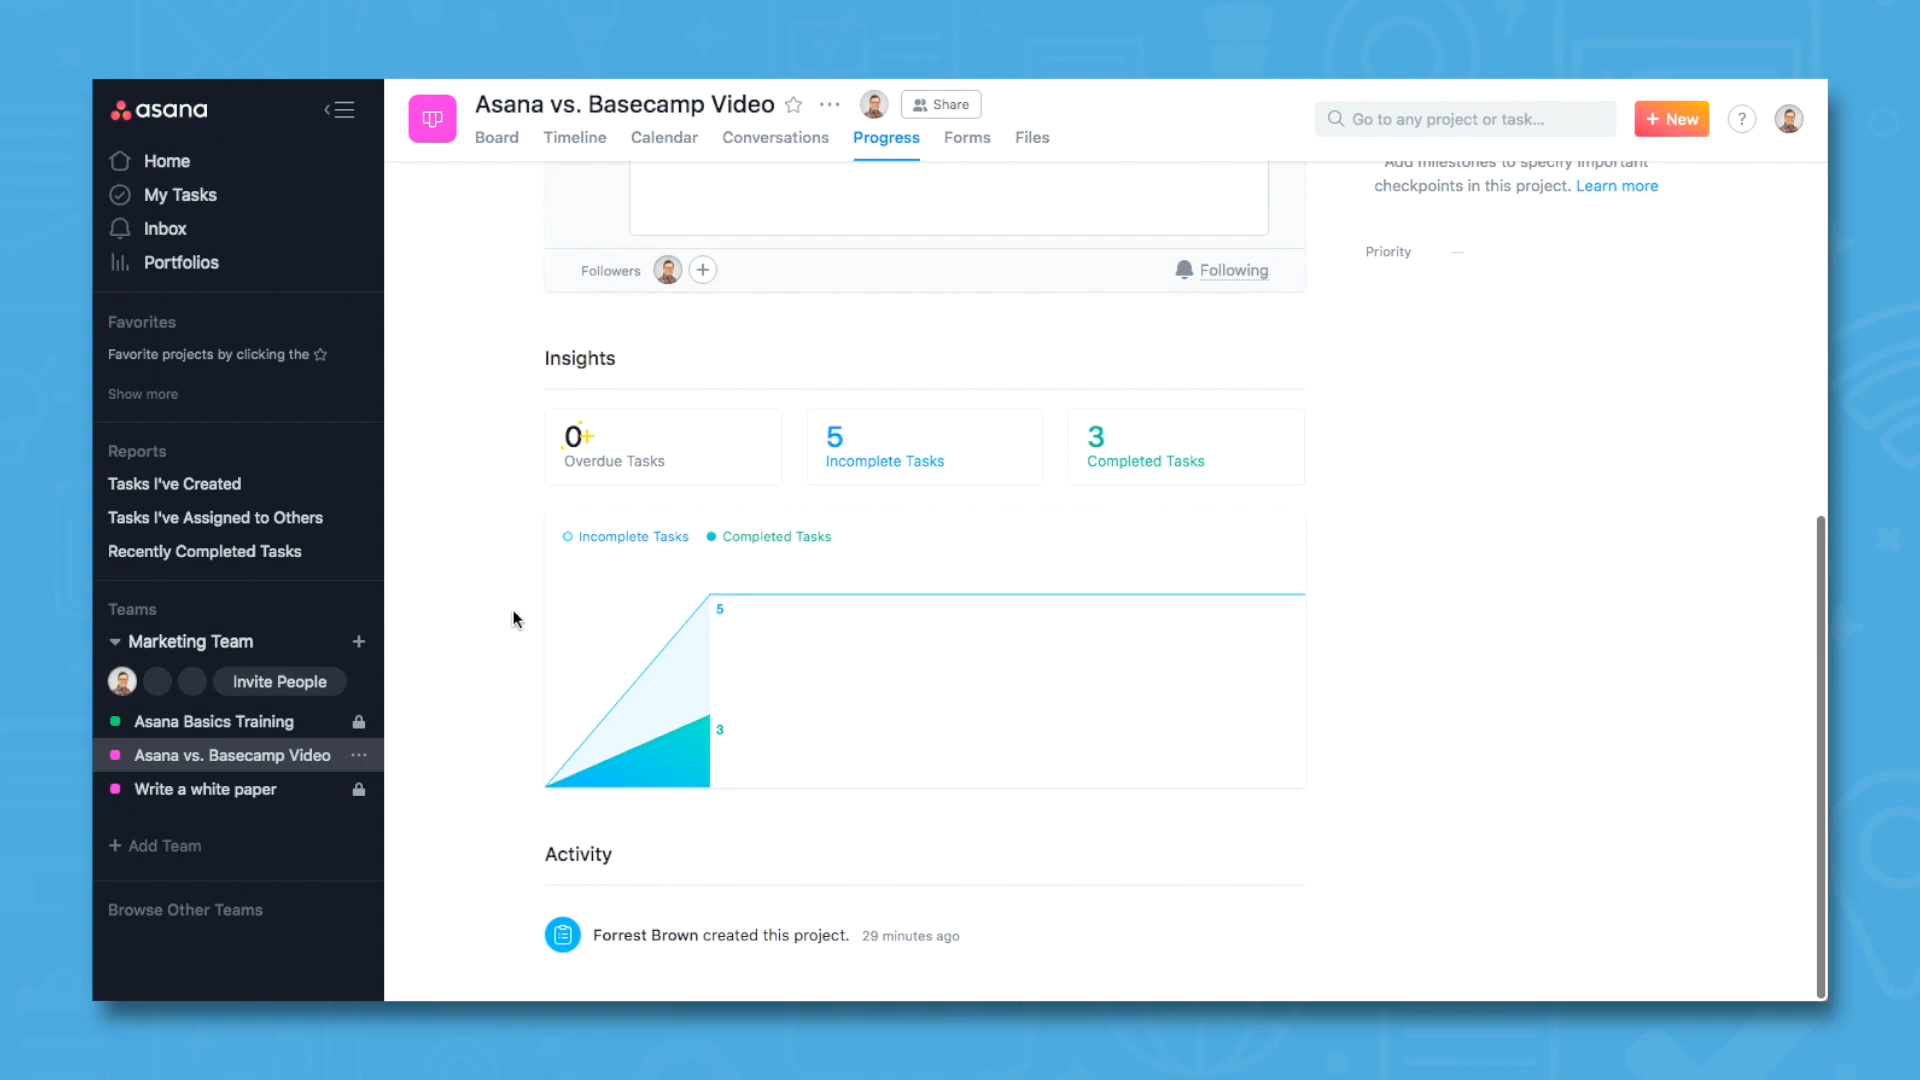 asana
Home
My Tasks
Inbox
Portfolios
Favorites
Favorite projects by clicking the
Show more
Reports
Tasks I've Created
Tasks I've Assigned to Others
Recently Completed Tasks
Teams
Marketing Team
Invite People
Asana Basics Training
Asana vs. Basecamp Video
Write a white paper
+ Add Team
Browse Other Teams
Asana vs. Basecamp Video
Share
Board Timeline Calendar Conversations Progress Forms Files
Go to any project or task...
+ New
?
Add milestones to specify important
checkpoints in this project. Learn more
Priority —
Followers
Following
Insights
0
Overdue Tasks
5
Incomplete Tasks
3
Completed Tasks
Incomplete Tasks Completed Tasks
5
3
Activity
Forrest Brown created this project. 29 minutes ago